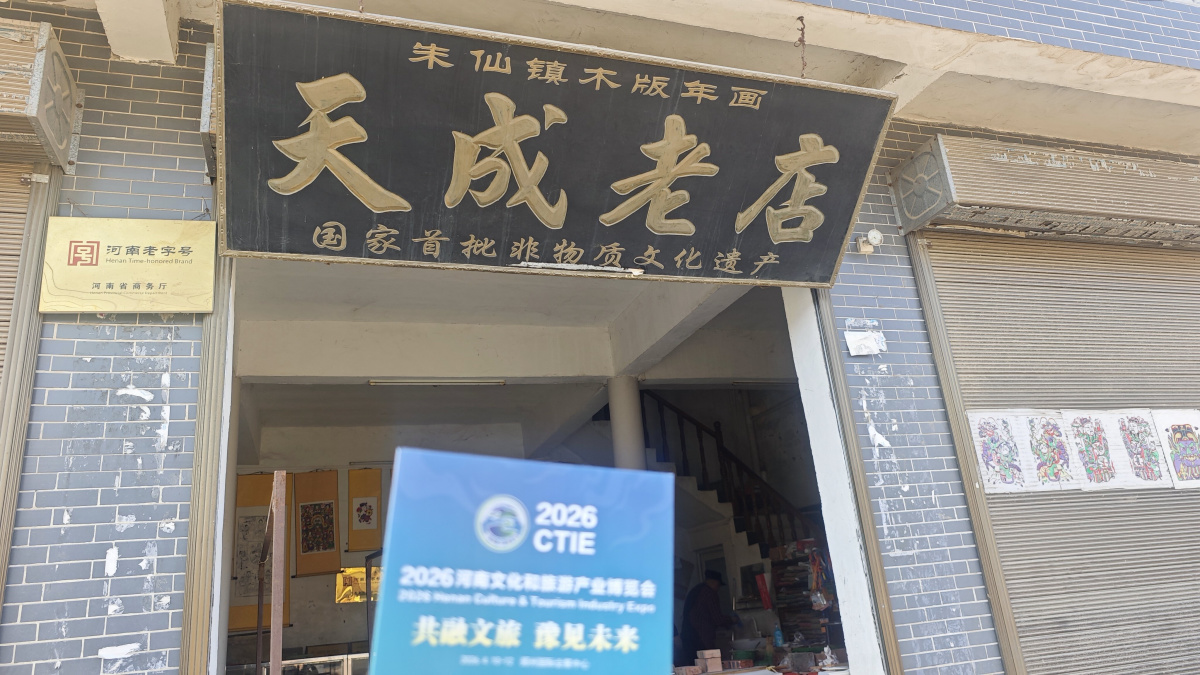 朱仙镇木版年画
天成老店
国家首批非物质文化遗产
河南老字号
Henan Time-honored Brand
河南省商务厅
2026
CTIE
2026河南文化和旅游产业博览会
2026 Henan Culture & Tourism Industry Expo
共融文旅 豫见未来